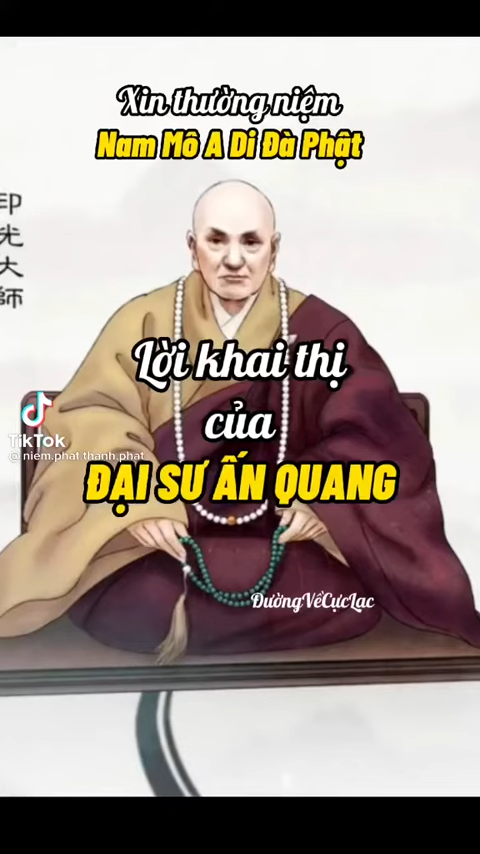 Xin thường niệm
Nam Mô A Di Đà Phật
印光大師
Lời khai thị
của
ĐẠI SƯ ẤN QUANG
TikTok
@ niem.phat.thanh.phat
ĐườngVềCựcLạc